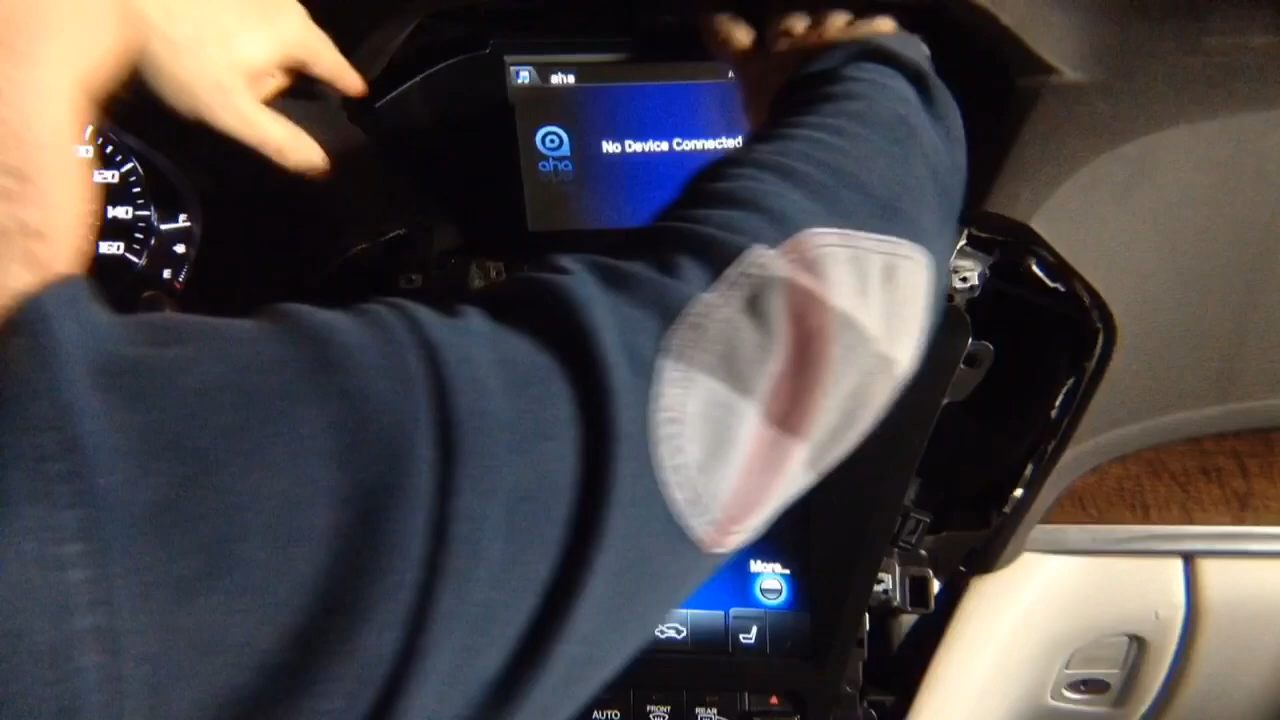 aha
No Device Connected
aha
120
140
160
F
E
More...
AUTO
FRONT
REAR